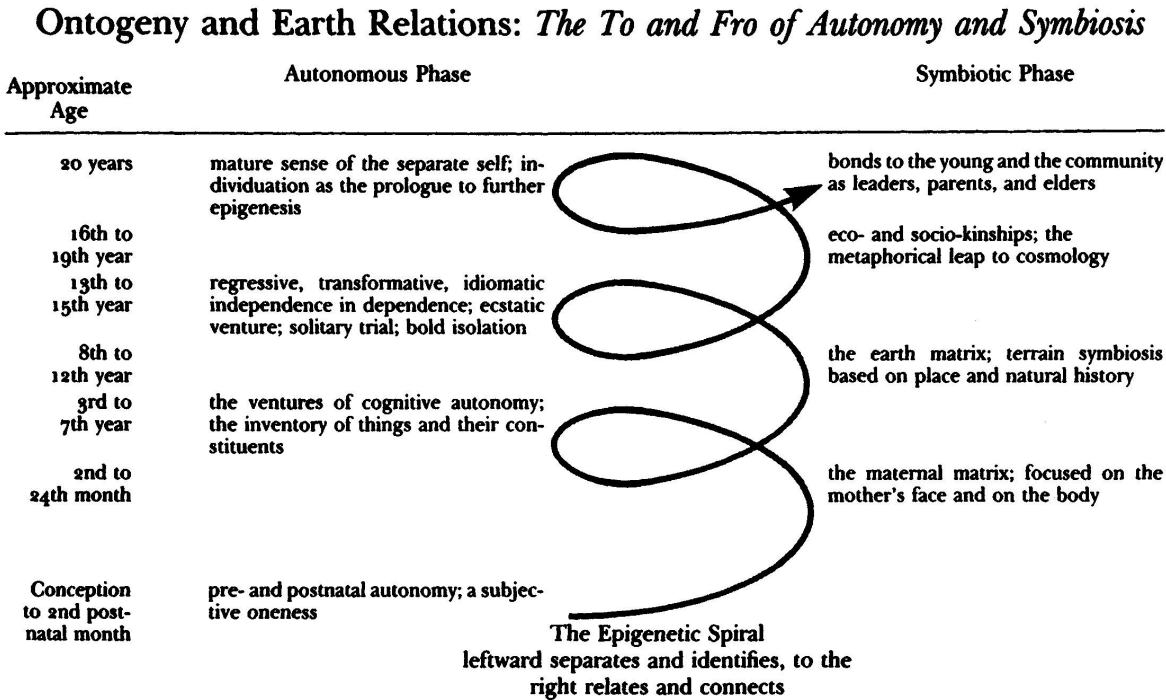 Ontogeny and Earth Relations: The To and Fro of Autonomy and Symbiosis
Approximate
Age
Autonomous Phase
Symbiotic Phase
20 years
mature sense of the separate self; in-
dividuation as the prologue to further
epigenesis
bonds to the young and the community
as leaders, parents, and elders
16th to
19th year
eco- and socio-kinships; the
metaphorical leap to cosmology
13th to
15th year
regressive, transformative, idiomatic
independence in dependence; ecstatic
venture; solitary trial; bold isolation
8th to
12th year
the earth matrix; terrain symbiosis
based on place and natural history
3rd to
7th year
the ventures of cognitive autonomy;
the inventory of things and their con-
stituents
2nd to
24th month
the maternal matrix; focused on the
mother's face and on the body
Conception
to 2nd post-
natal month
pre- and postnatal autonomy; a subjec-
tive oneness
The Epigenetic Spiral
leftward separates and identifies, to the
right relates and connects